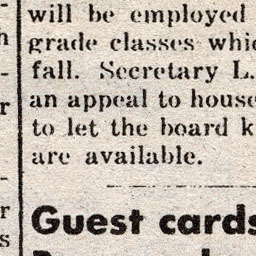 will be employed
grade classes whic
fall. Secretary L.
an appeal to house
to let the board k
are available.
Guest cards